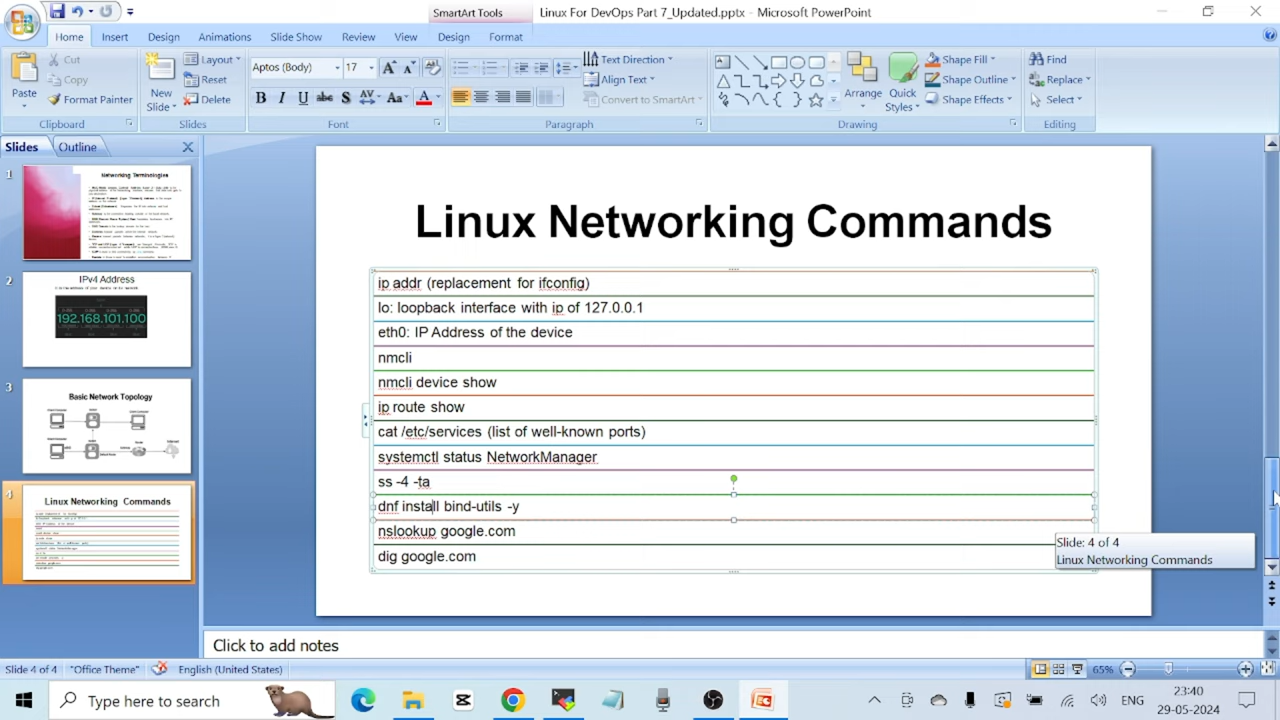 SmartArt Tools
Linux For DevOps Part 7_Updated.pptx - Microsoft PowerPoint
Home Insert Design Animations Slide Show Review View Design Format
Paste
Cut
Copy
Format Painter
Clipboard
New Slide
Layout
Reset
Delete
Slides
Aptos (Body) 17
Font
Paragraph
Text Direction
Align Text
Convert to SmartArt
Arrange
Quick Styles
Shape Fill
Shape Outline
Shape Effects
Drawing
Find
Replace
Select
Editing
Slides Outline
1
Networking Terminologies
2
IPv4 Address
192.168.101.100
3
Basic Network Topology
4
Linux Networking Commands
Linux Networking Commands
ip addr (replacement for ifconfig)
lo: loopback interface with ip of 127.0.0.1
eth0: IP Address of the device
nmcli
nmcli device show
ip route show
cat /etc/services (list of well-known ports)
systemctl status NetworkManager
ss -4 -ta
dnf install bind-utils -y
nslookup google.com
dig google.com
Slide: 4 of 4
Linux Networking Commands
Click to add notes
Slide 4 of 4 "Office Theme" English (United States) 65%
Type here to search
ENG
23:40
29-05-2024